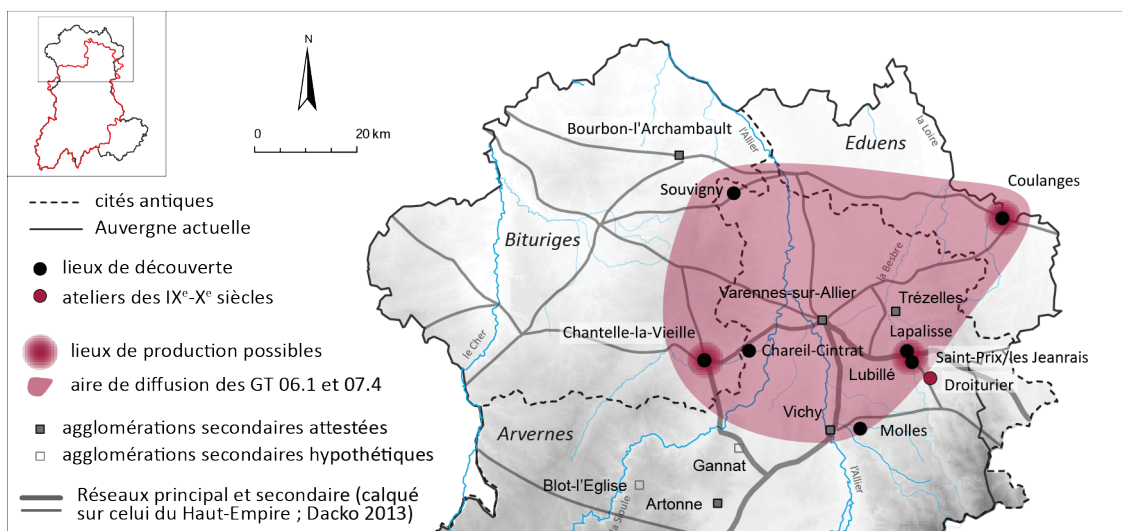 N
0 20 km
cités antiques
Auvergne actuelle
lieux de découverte
ateliers des IXe-Xe siècles
lieux de production possibles
aire de diffusion des GT 06.1 et 07.4
agglomérations secondaires attestées
agglomérations secondaires hypothétiques
Réseaux principal et secondaire (calqué
sur celui du Haut-Empire ; Dacko 2013)
Bourbon-l'Archambault
l'Allier
Eduens
la Loire
Souvigny
Coulanges
Bituriges
la Besbre
Varennes-sur-Allier
Trézelles
le Cher
Chantelle-la-Vieille
Lapalisse
Chareil-Cintrat
Saint-Prix/les Jeanrais
Lubillé
Droiturier
Vichy
Molles
Arvernes
Gannat
l'Allier
Blot-l'Eglise
la Sioule
Artonne